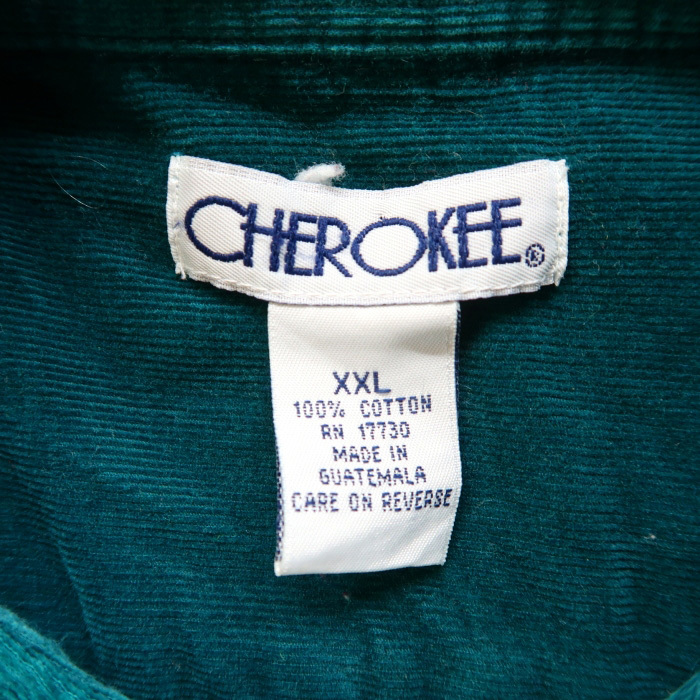 CHEROKEE®
XXL
100% COTTON
RN 17730
MADE IN
GUATEMALA
CARE ON REVERSE